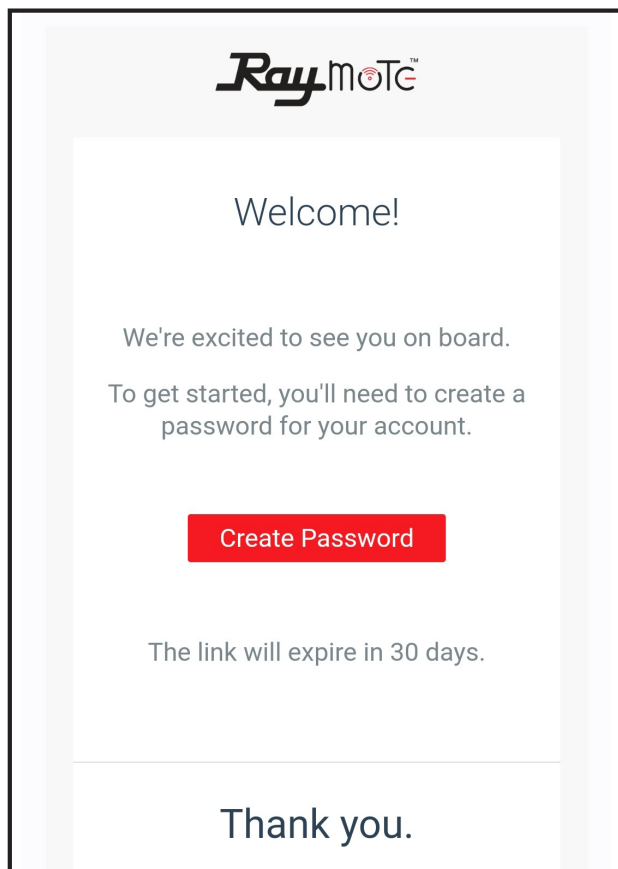 Raymote™
Welcome!
We're excited to see you on board.
To get started, you'll need to create a
password for your account.
Create Password
The link will expire in 30 days.
Thank you.